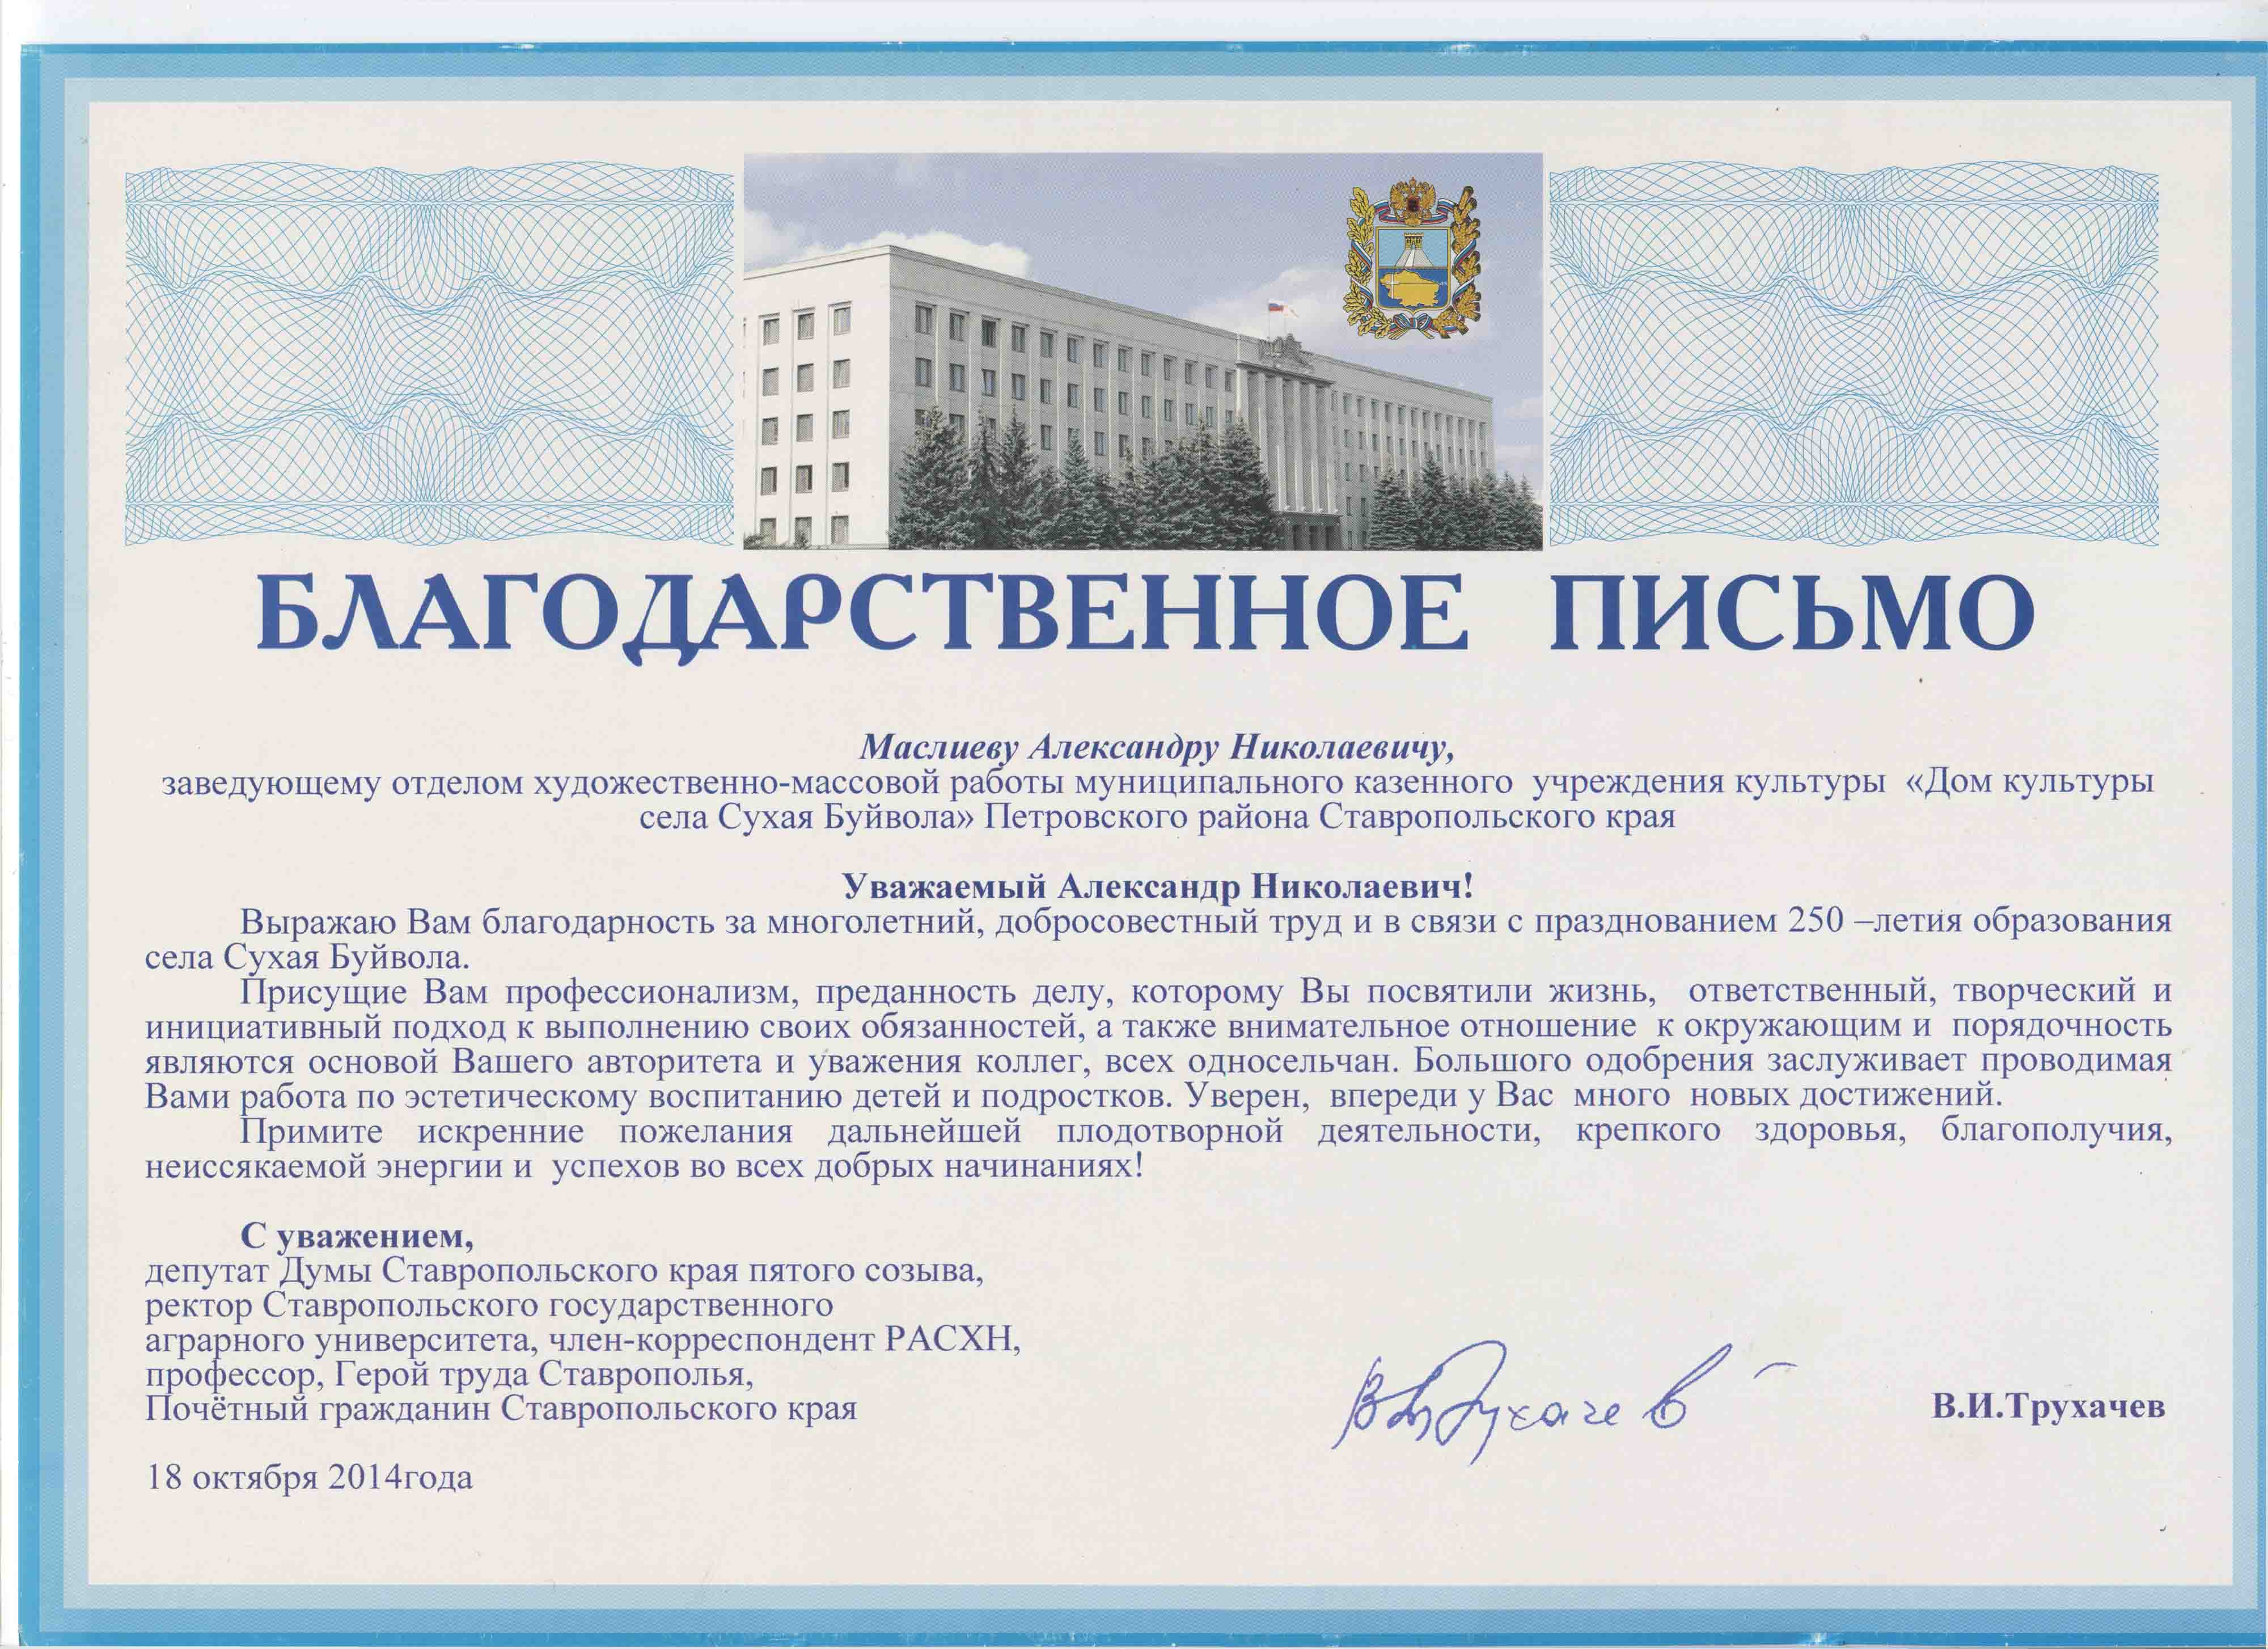 БЛАГОДАРСТВЕННОЕ ПИСЬМО
Маслиеву Александру Николаевичу,
заведующему отделом художественно-массовой работы муниципального казенного учреждения культуры «Дом культуры
села Сухая Буйвола» Петровского района Ставропольского края
Уважаемый Александр Николаевич!
Выражаю Вам благодарность за многолетний, добросовестный труд и в связи с празднованием 250 –летия образования
села Сухая Буйвола.
Присущие Вам профессионализм, преданность делу, которому Вы посвятили жизнь, ответственный, творческий и
инициативный подход к выполнению своих обязанностей, а также внимательное отношение к окружающим и порядочность
являются основой Вашего авторитета и уважения коллег, всех односельчан. Большого одобрения заслуживает проводимая
Вами работа по эстетическому воспитанию детей и подростков. Уверен, впереди у Вас много новых достижений.
Примите искренние пожелания дальнейшей плодотворной деятельности, крепкого здоровья, благополучия,
неиссякаемой энергии и успехов во всех добрых начинаниях!
С уважением,
депутат Думы Ставропольского края пятого созыва,
ректор Ставропольского государственного
аграрного университета, член-корреспондент РАСХН,
профессор, Герой труда Ставрополья,
Почётный гражданин Ставропольского края
В.И.Трухачев
18 октября 2014года